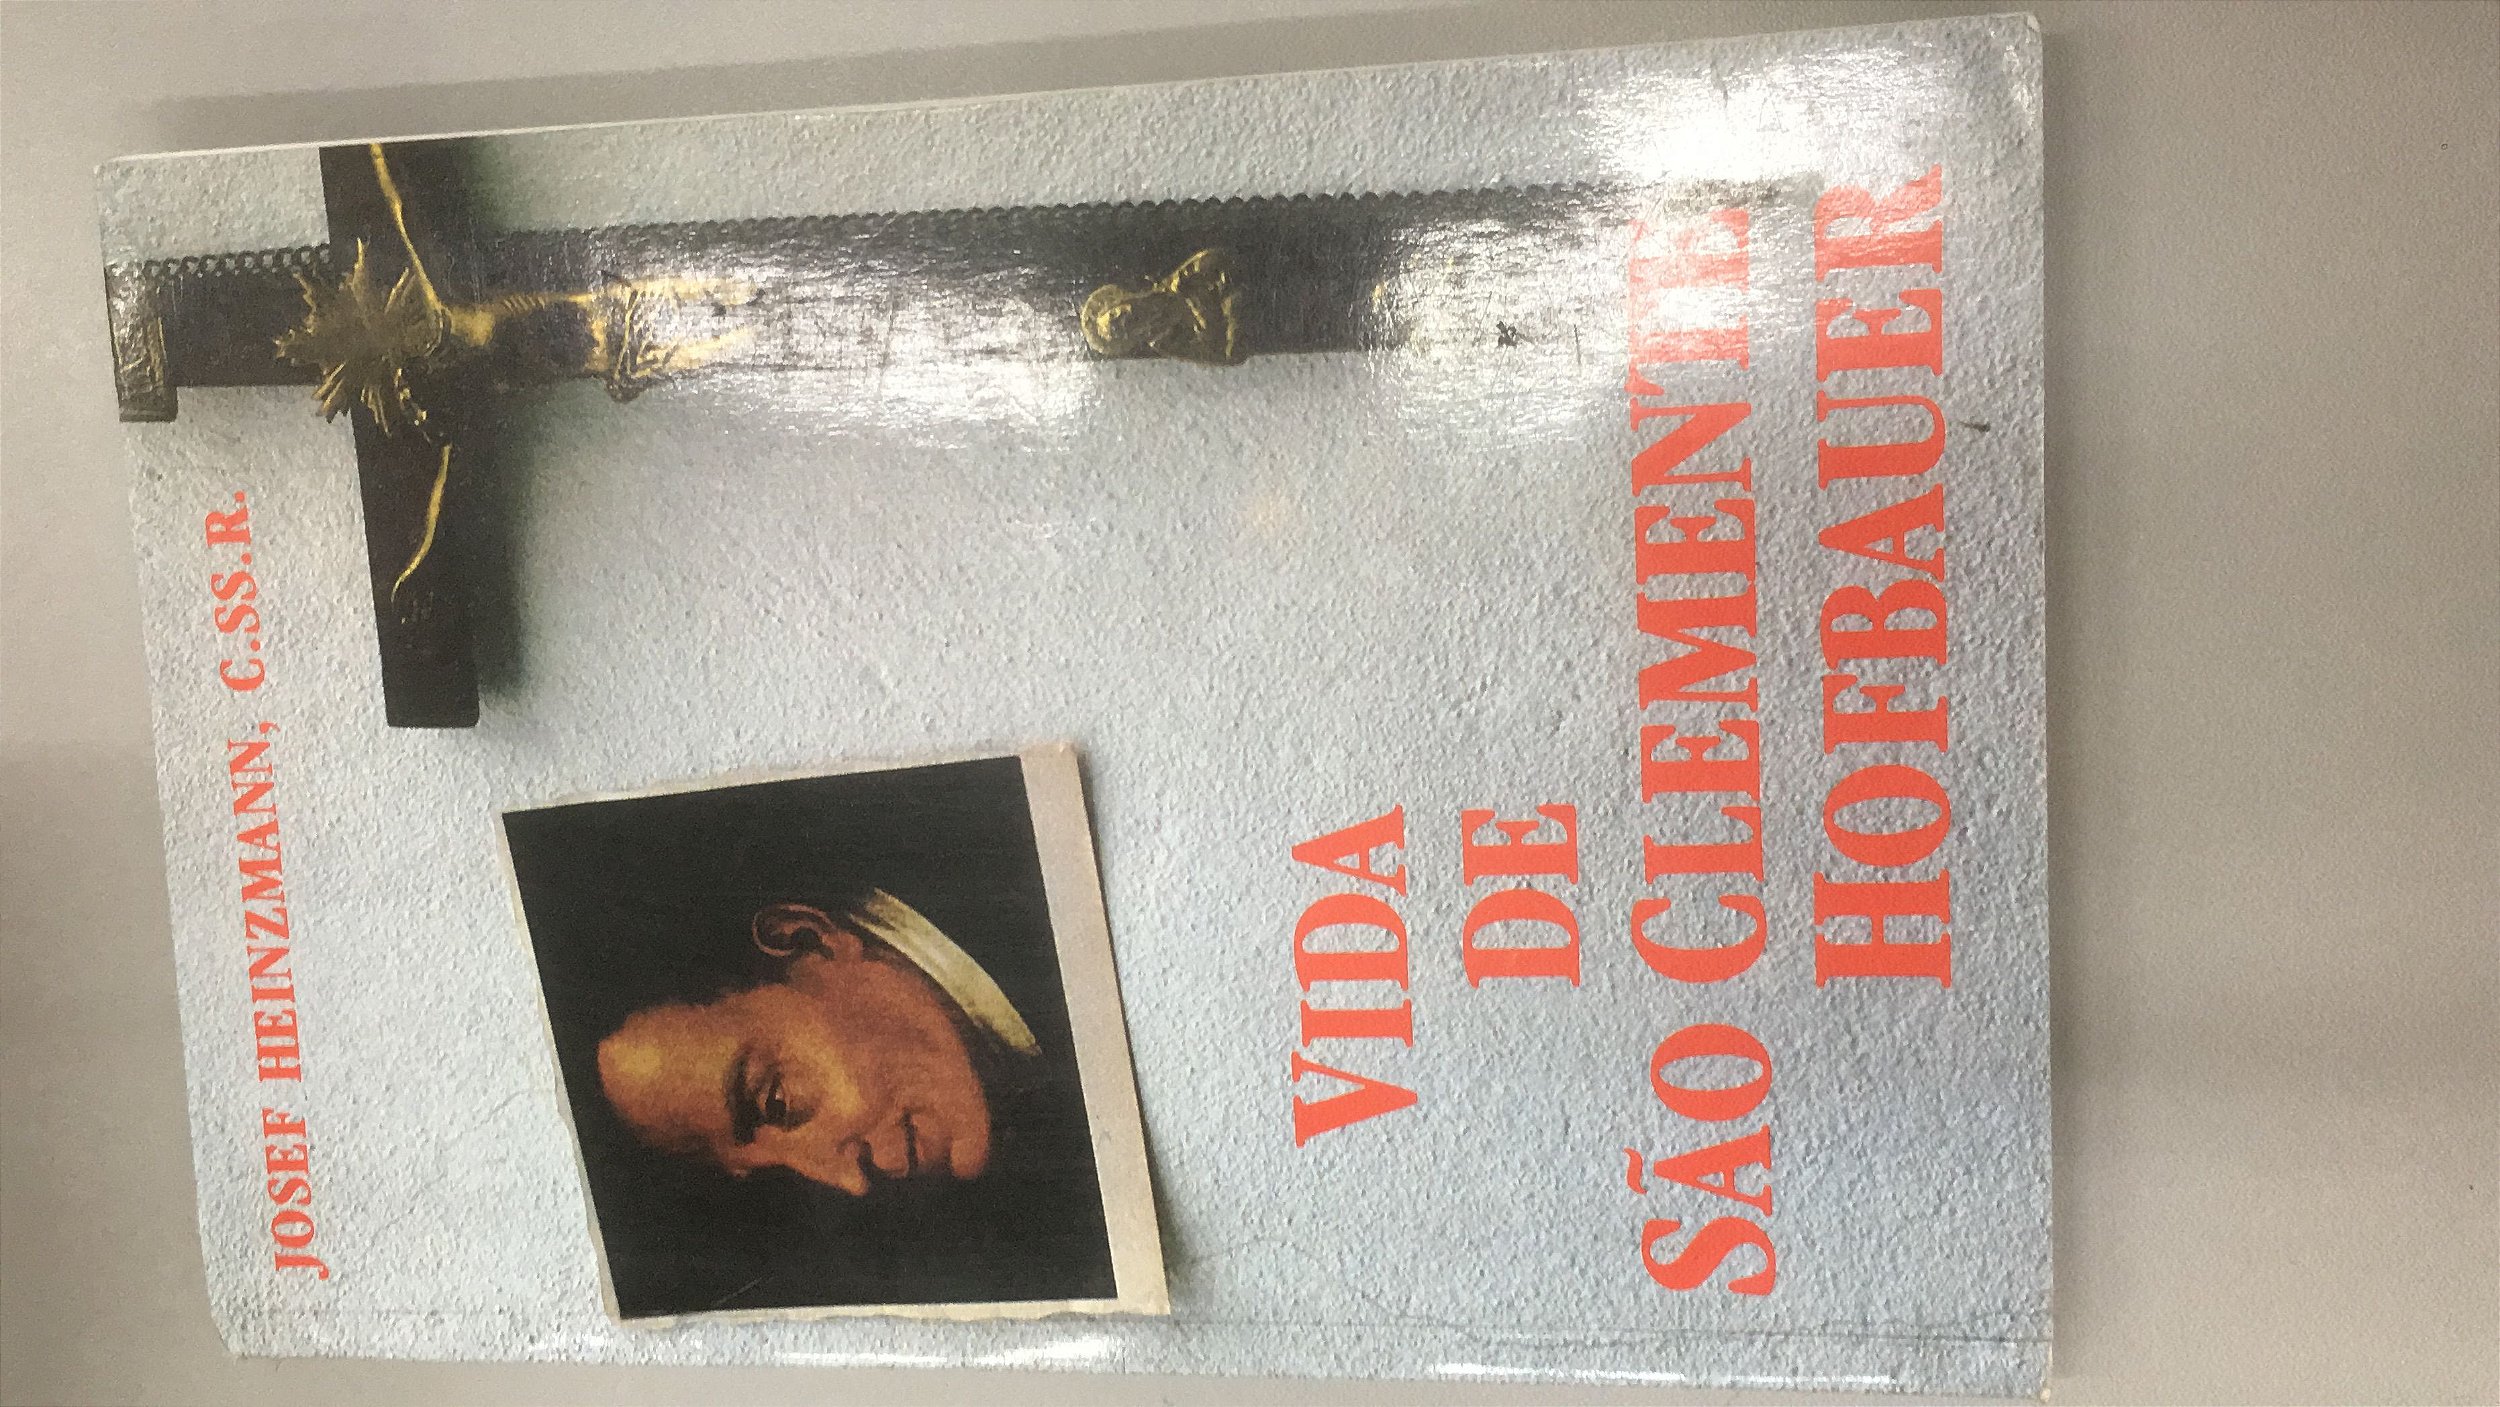 JOSEF HEINZMANN, C.SS.R.
VIDA
DE
SÃO CLEMENTE
HOFBAUER